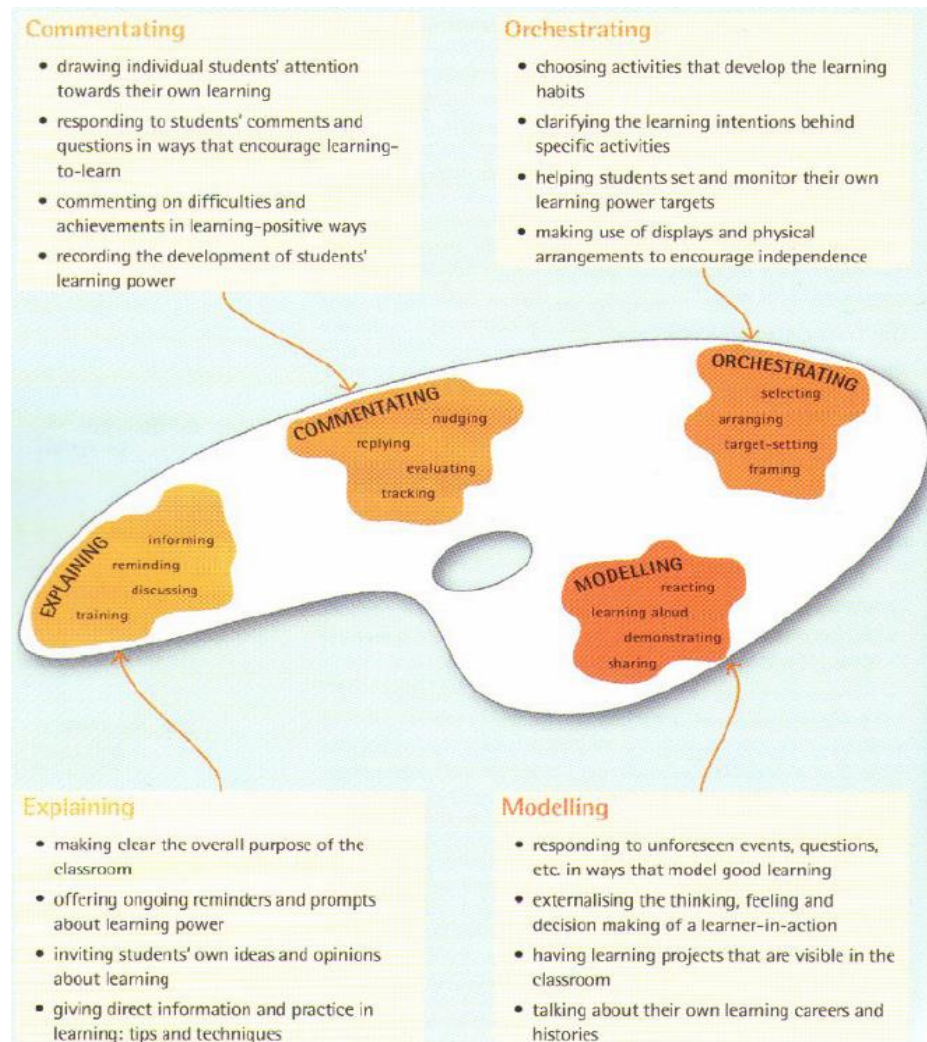 Commentating
• drawing individual students' attention
towards their own learning
• responding to students' comments and
questions in ways that encourage learning-
to-learn
• commenting on difficulties and
achievements in learning-positive ways
• recording the development of students'
learning power
Orchestrating
• choosing activities that develop the learning
habits
• clarifying the learning intentions behind
specific activities
• helping students set and monitor their own
learning power targets
• making use of displays and physical
arrangements to encourage independence
COMMENTATING
nudging
replying
evaluating
tracking
ORCHESTRATING
selecting
arranging
target-setting
framing
EXPLAINING
informing
reminding
discussing
training
MODELLING
reacting
learning aloud
demonstrating
sharing
Explaining
• making clear the overall purpose of the
classroom
• offering ongoing reminders and prompts
about learning power
• inviting students' own ideas and opinions
about learning
• giving direct information and practice in
learning: tips and techniques
Modelling
• responding to unforeseen events, questions,
etc. in ways that model good learning
• externalising the thinking, feeling and
decision making of a learner-in-action
• having learning projects that are visible in the
classroom
• talking about their own learning careers and
histories